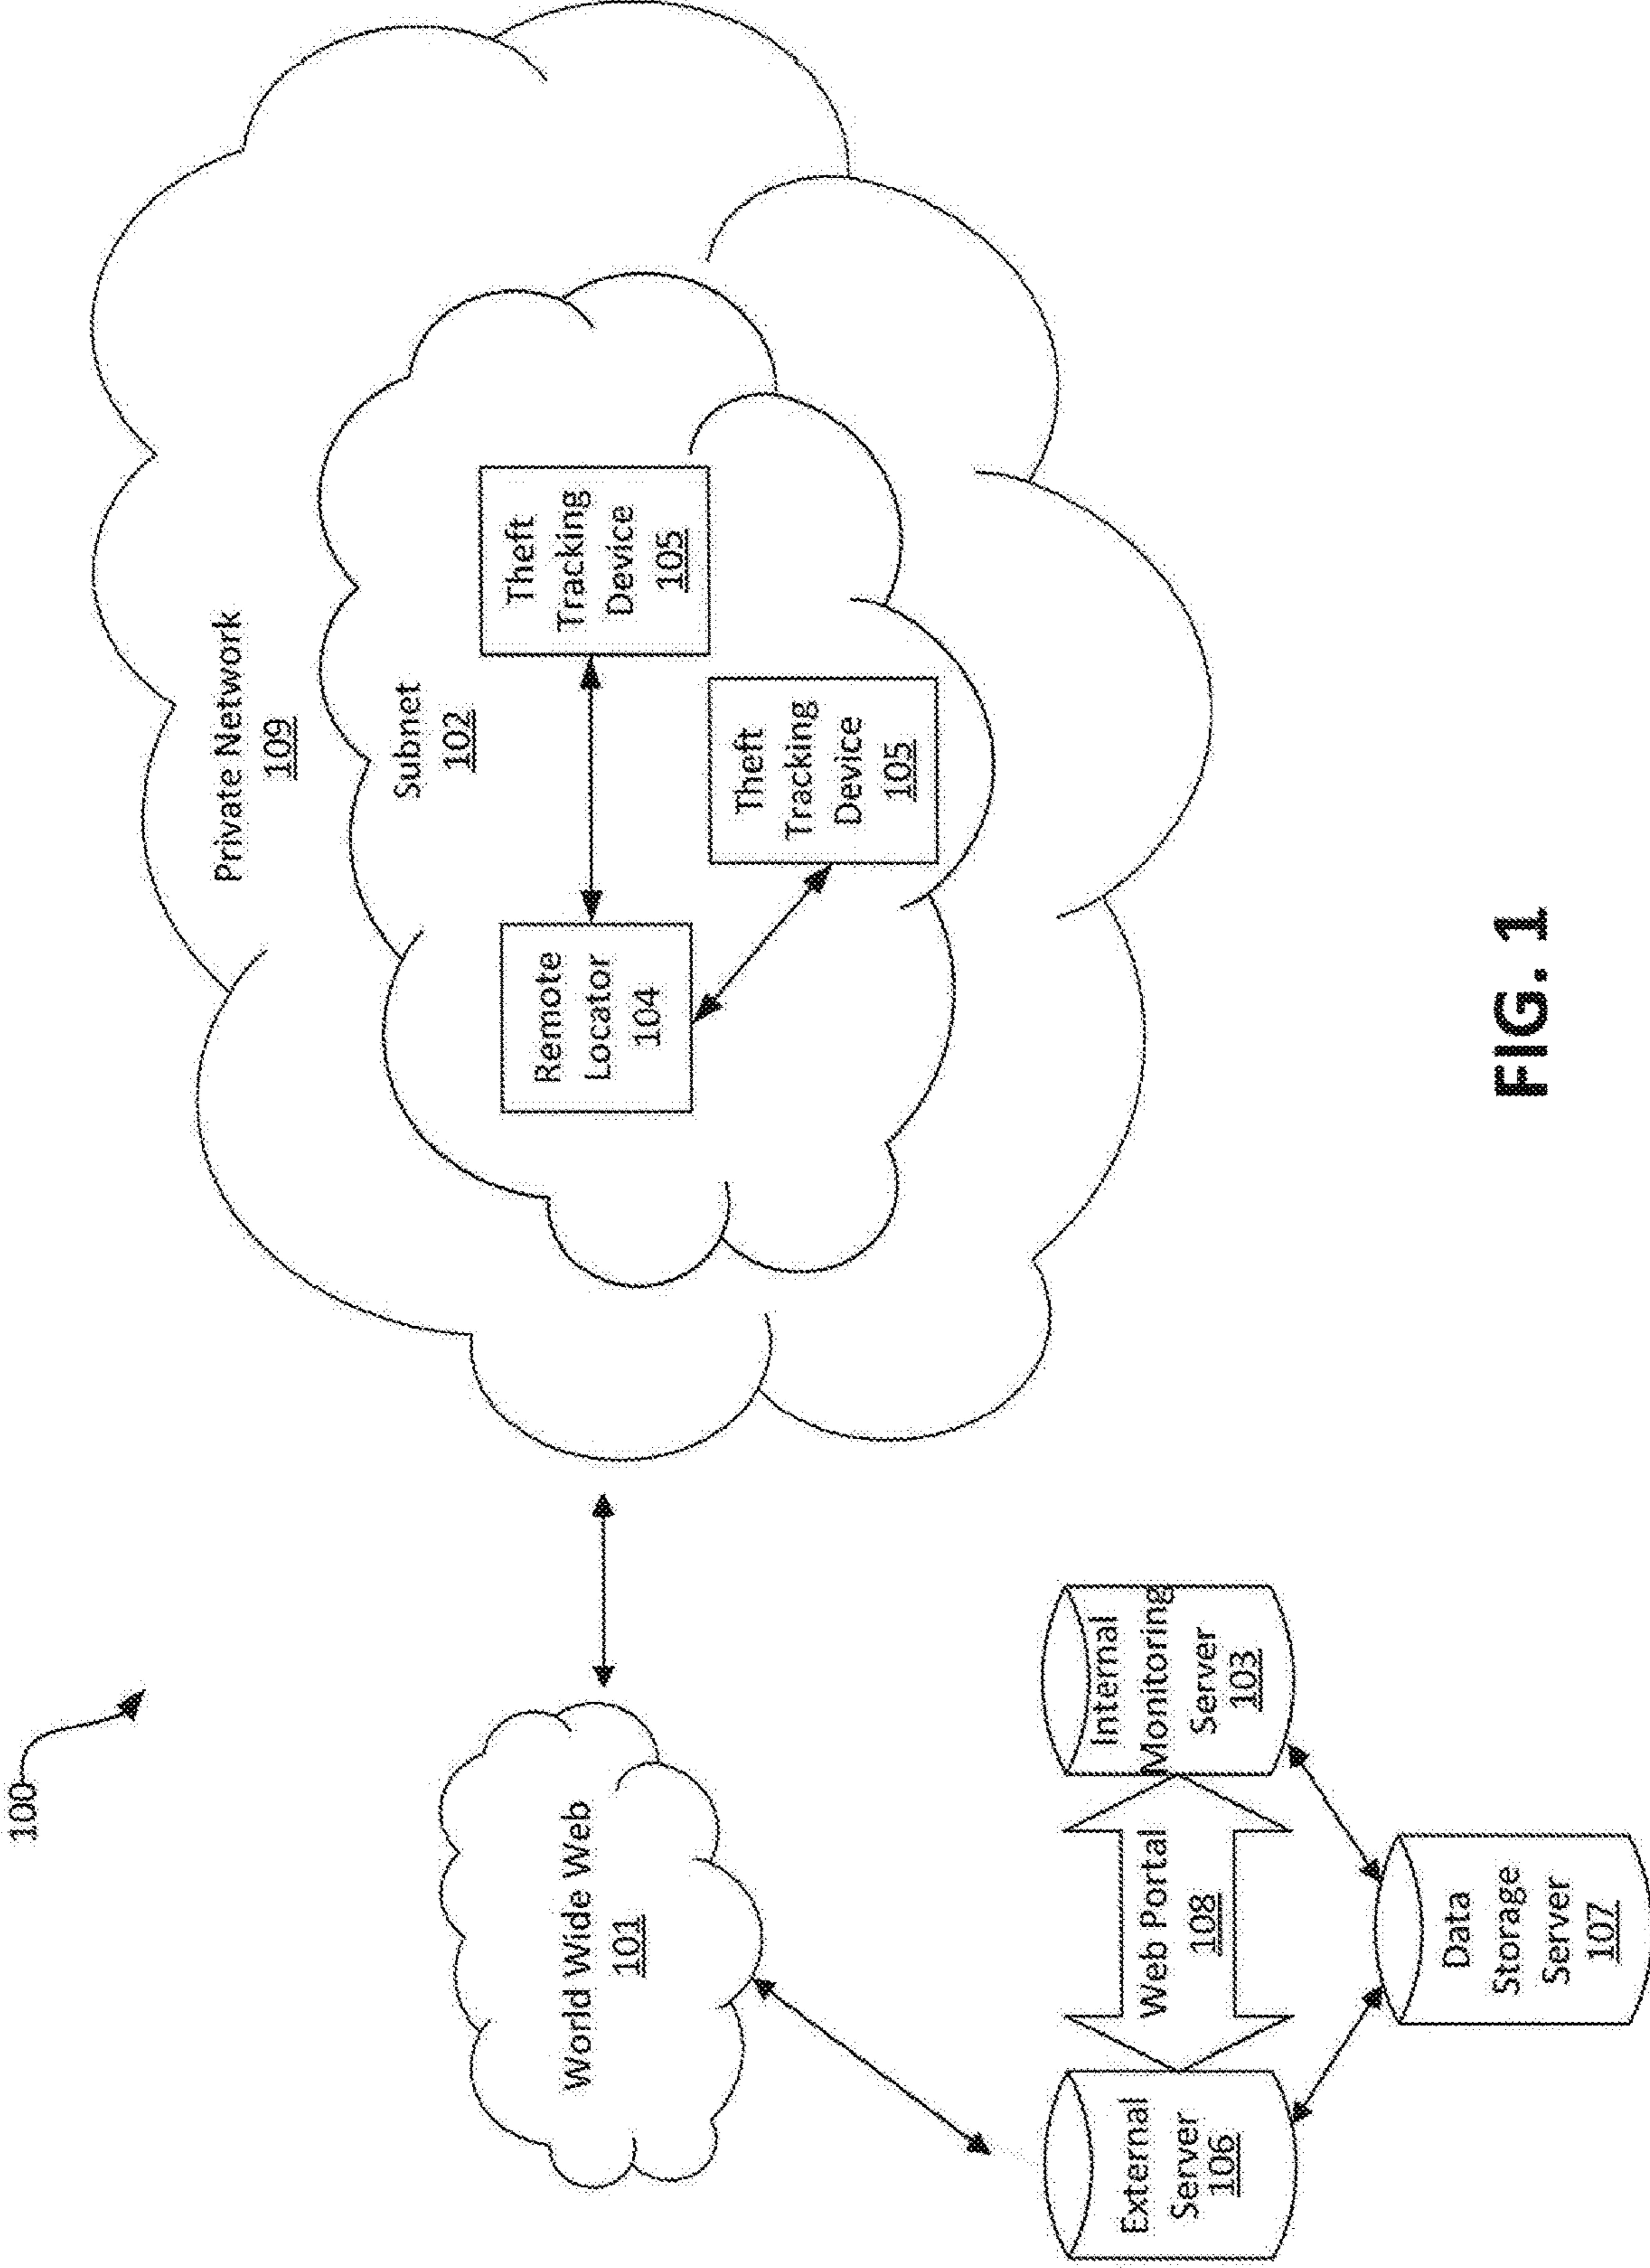 100
Private Network
109
Subnet
102
World Wide Web
101
Remote
Locator
104
Theft
Tracking
Device
105
Theft
Tracking
Device
105
External
Server
106
Web Portal
108
Internal
Monitoring
Server
103
Data
Storage
Server
107
FIG. 1